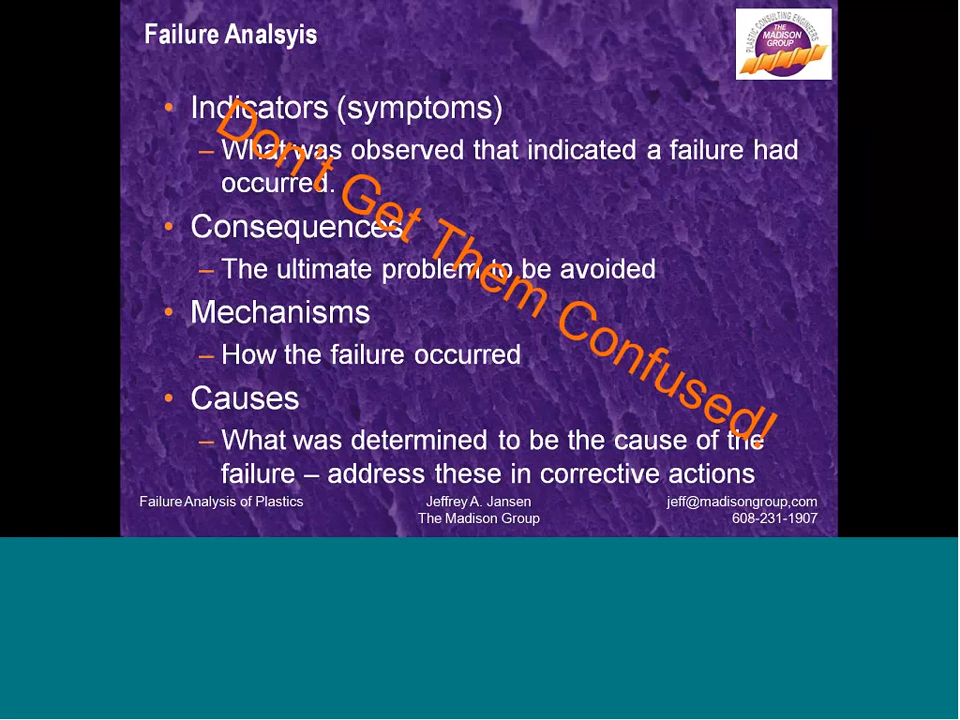 Failure Analsyis
PLASTIC CONSULTING ENGINEERS
THE
MADISON
GROUP
• Indicators (symptoms)
– What was observed that indicated a failure had
occurred.
• Consequences
– The ultimate problem to be avoided
• Mechanisms
– How the failure occurred
• Causes
– What was determined to be the cause of the
failure – address these in corrective actions
Don't Get Them Confused!
Failure Analysis of Plastics
Jeffrey A. Jansen
The Madison Group
jeff@madisongroup,com
608-231-1907